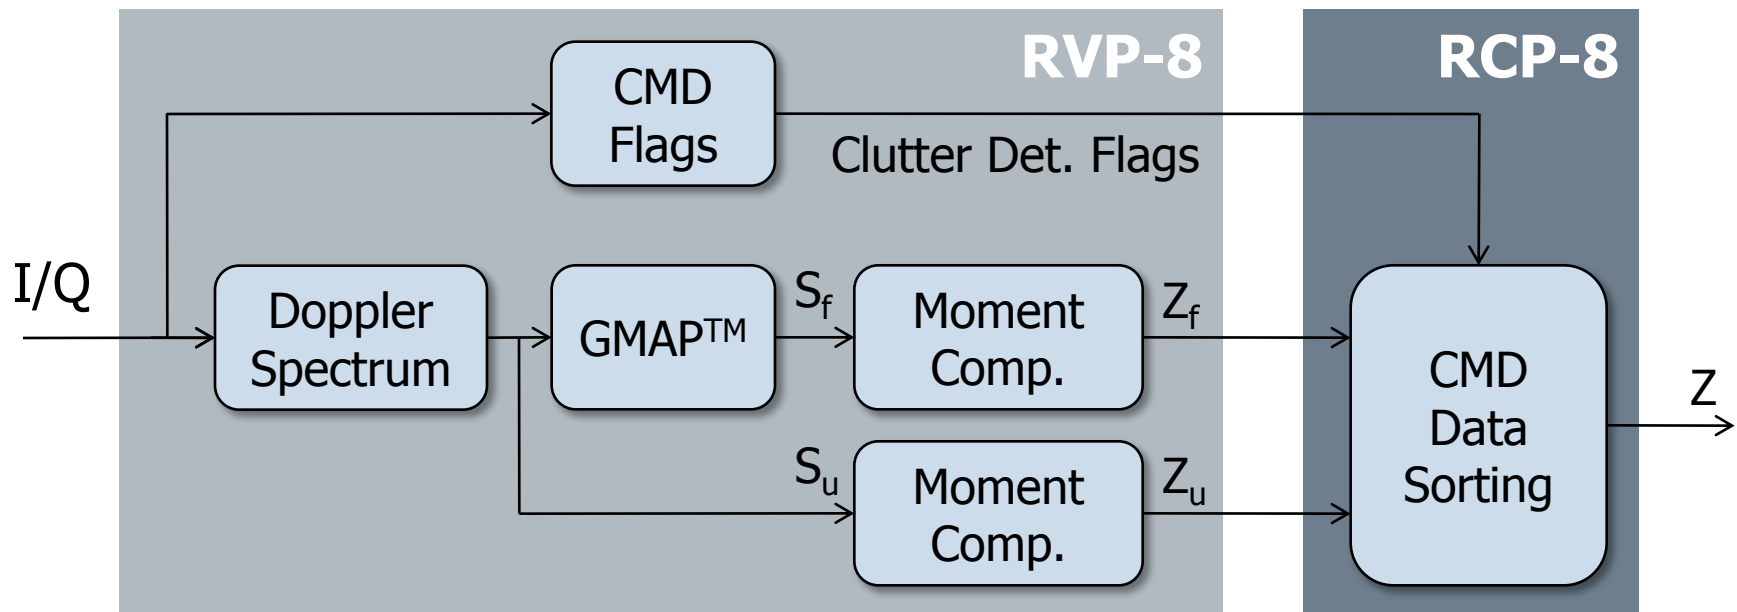 RVP-8
RCP-8
CMD
Flags
Clutter Det. Flags
I/Q
Doppler
Spectrum
GMAP™
Sf
Moment
Comp.
Zf
Su
Moment
Comp.
Zu
CMD
Data
Sorting
Z